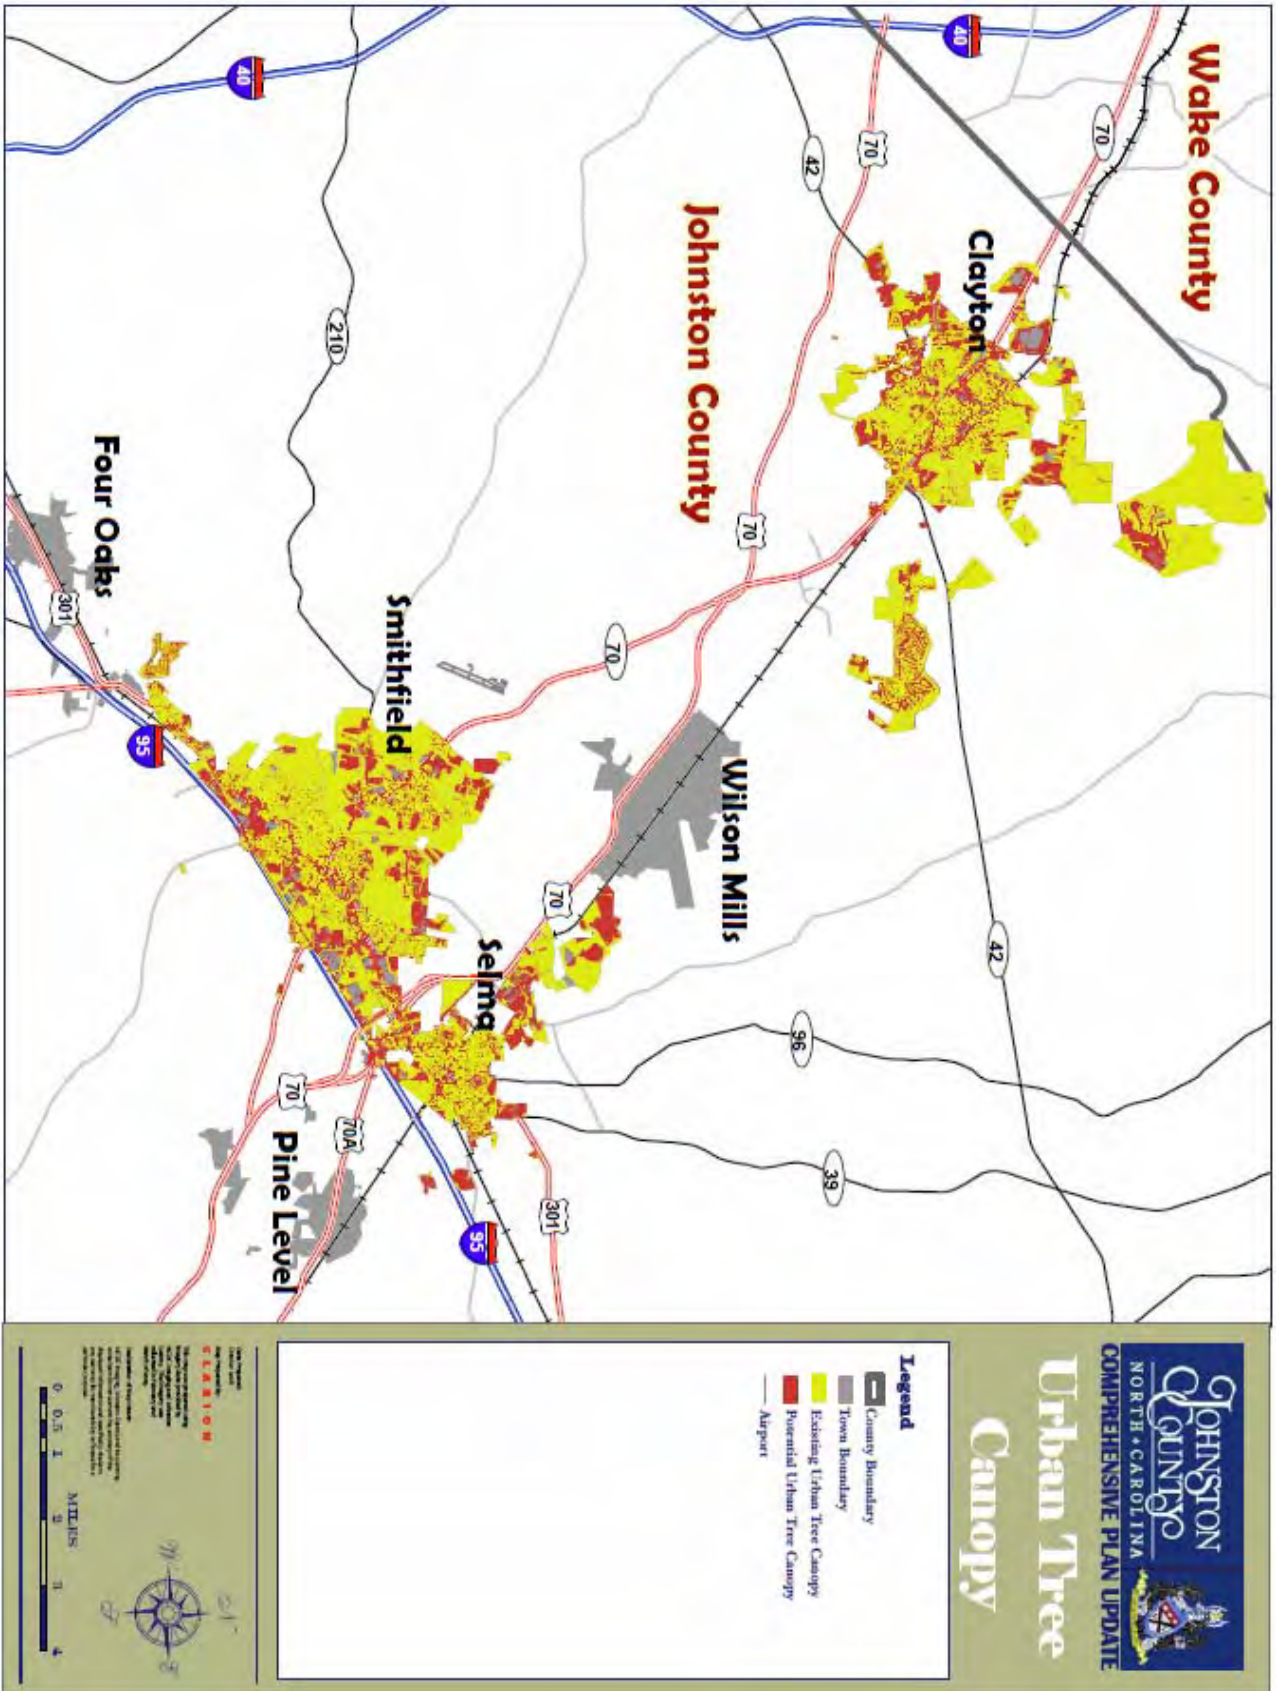 Wake County
Johnston County
Clayton
Wilson Mills
Smithfield
Selma
Four Oaks
Pine Level
40
40
70
70
42
70
70
210
70
42
96
39
301
95
70
70A
301
95
JOHNSTON
COUNTY
NORTH • CAROLINA
COMPREHENSIVE PLAN UPDATE
Urban Tree
Canopy
Legend
County Boundary
Town Boundary
Existing Urban Tree Canopy
Potential Urban Tree Canopy
Airport
CLARION
N
W
E
S
MILES
0 0.5 1 2 3 4